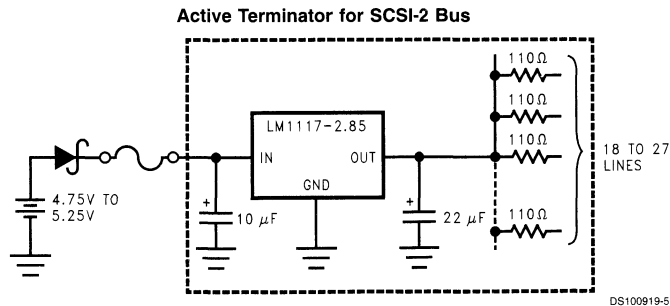 Active Terminator for SCSI-2 Bus
110Ω
110Ω
110Ω
LM1117-2.85
IN
OUT
GND
18 TO 27
LINES
4.75V TO
5.25V
+
10 μF
+
22 μF
110Ω
DS100919-5